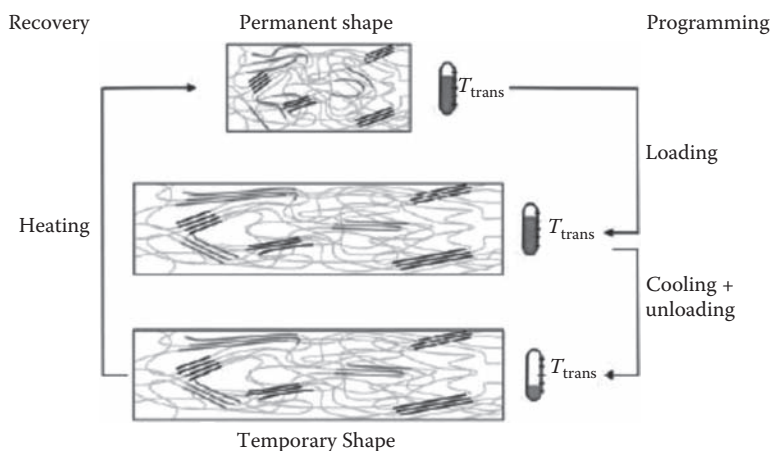 Recovery
Permanent shape
Programming
T_trans
Loading
Heating
T_trans
Cooling +
unloading
T_trans
Temporary Shape